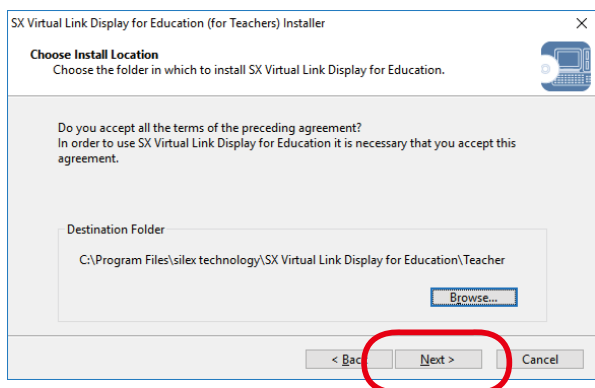 SX Virtual Link Display for Education (for Teachers) Installer
Choose Install Location
Choose the folder in which to install SX Virtual Link Display for Education.
Do you accept all the terms of the preceding agreement?
In order to use SX Virtual Link Display for Education it is necessary that you accept this
agreement.
Destination Folder
C:\Program Files\silex technology\SX Virtual Link Display for Education\Teacher
Browse...
< Back Next > Cancel